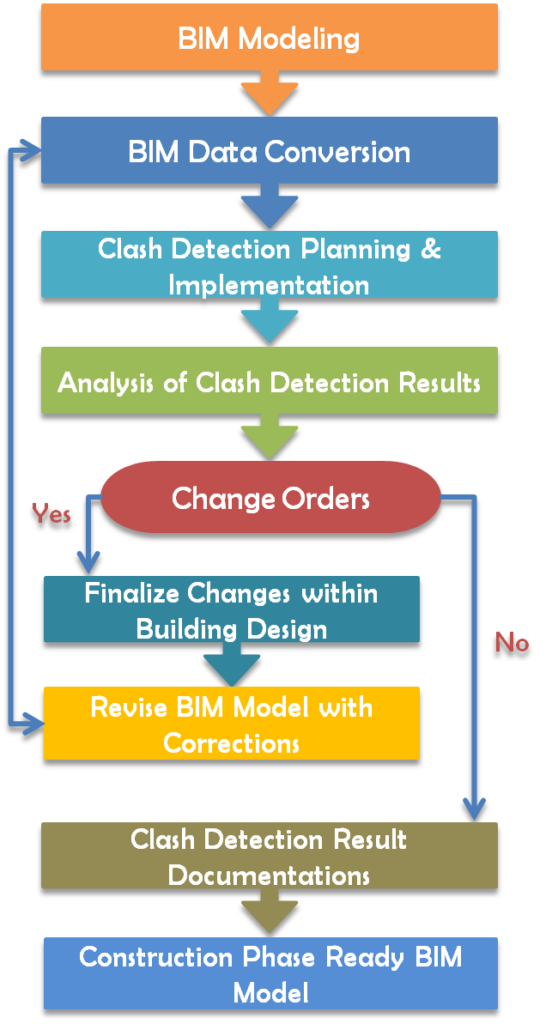 BIM Modeling
BIM Data Conversion
Clash Detection Planning &
Implementation
Analysis of Clash Detection Results
Change Orders
Yes
Finalize Changes within
Building Design
No
Revise BIM Model with
Corrections
Clash Detection Result
Documentations
Construction Phase Ready BIM
Model